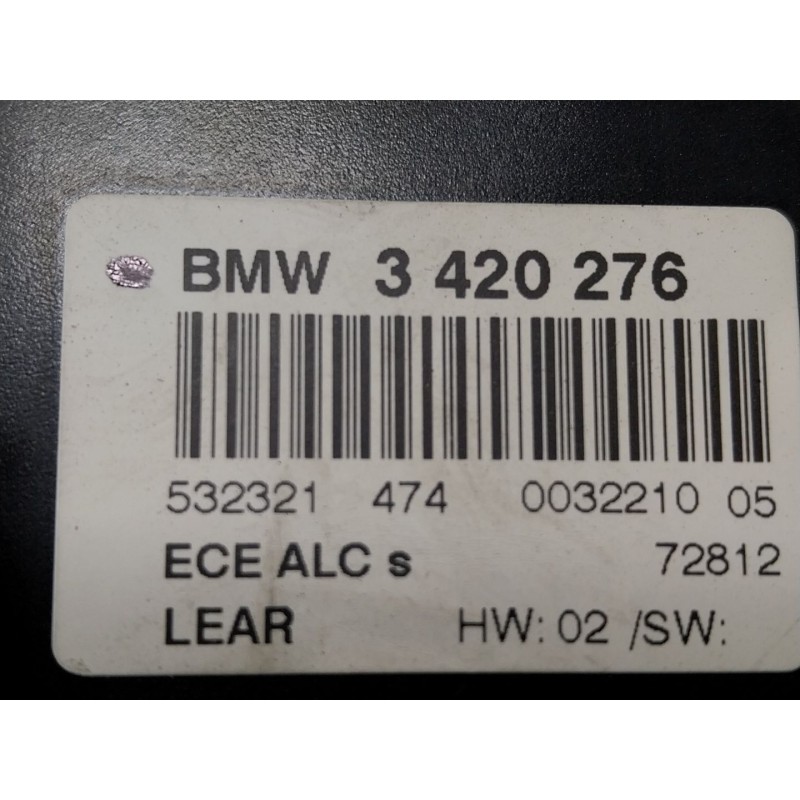 BMW 3 420 276
532321 474 0032210 05
ECE ALC s 72812
LEAR HW: 02 /SW: